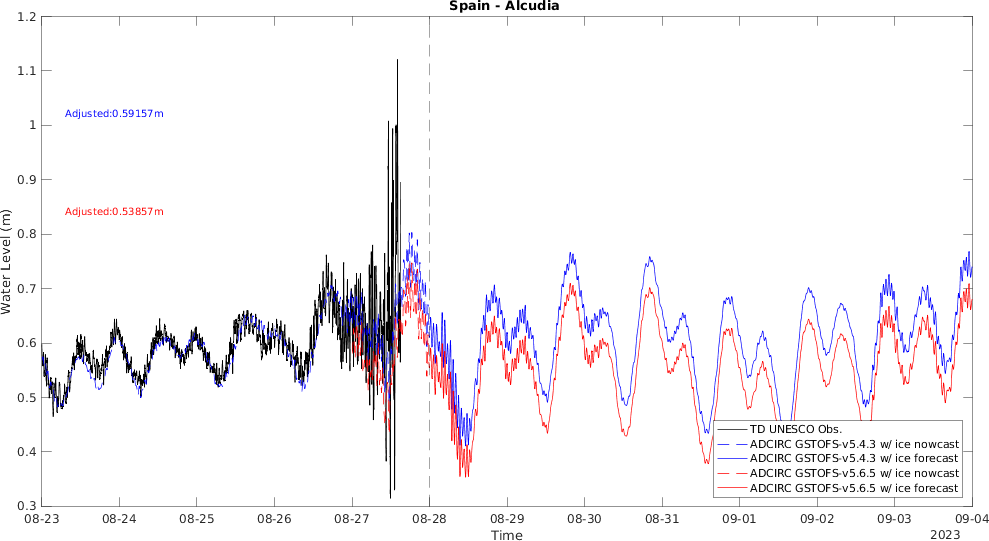 Spain - Alcudia
1.2
1.1
1
0.9
0.8
0.7
0.6
0.5
0.4
0.3
Water Level (m)
Adjusted:0.59157m
Adjusted:0.53857m
TD UNESCO Obs.
ADCIRC GSTOFS-v5.4.3 w/ ice nowcast
ADCIRC GSTOFS-v5.4.3 w/ ice forecast
ADCIRC GSTOFS-v5.6.5 w/ ice nowcast
ADCIRC GSTOFS-v5.6.5 w/ ice forecast
08-23 08-24 08-25 08-26 08-27 08-28 08-29 08-30 08-31 09-01 09-02 09-03 09-04
Time
2023